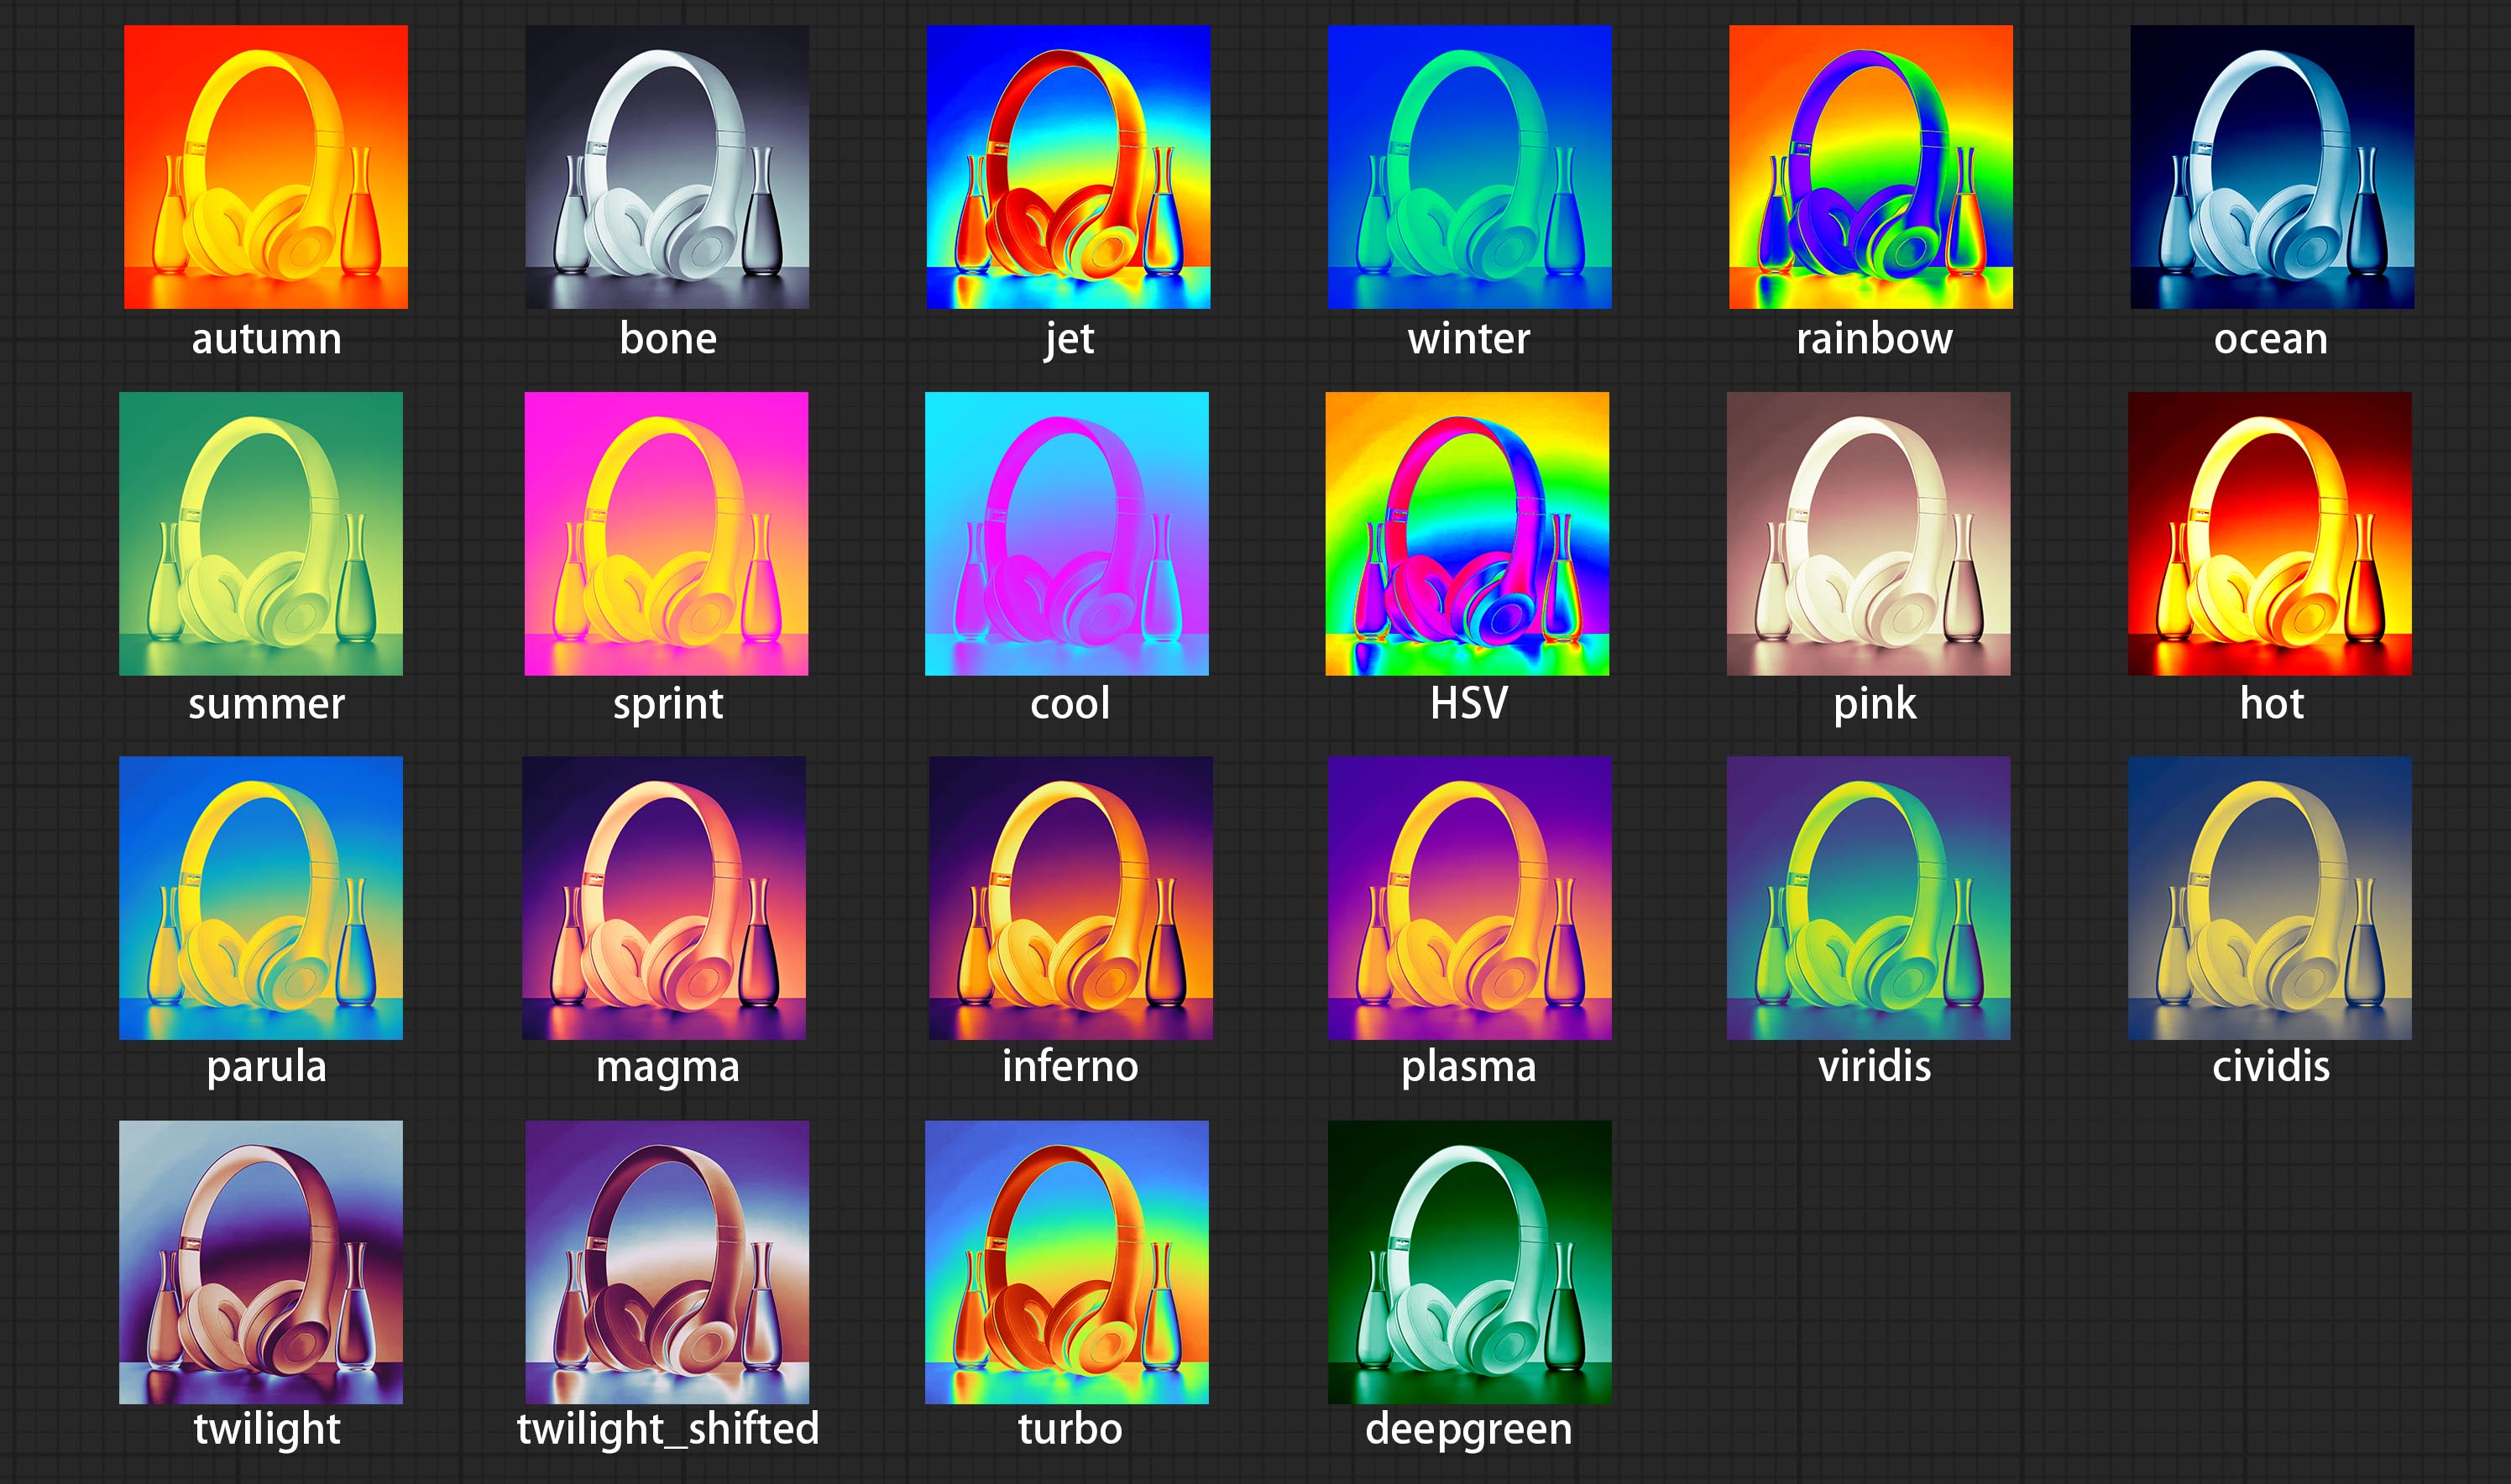 autumn
bone
jet
winter
rainbow
ocean
summer
sprint
cool
HSV
pink
hot
parula
magma
inferno
plasma
viridis
cividis
twilight
twilight_shifted
turbo
deepgreen